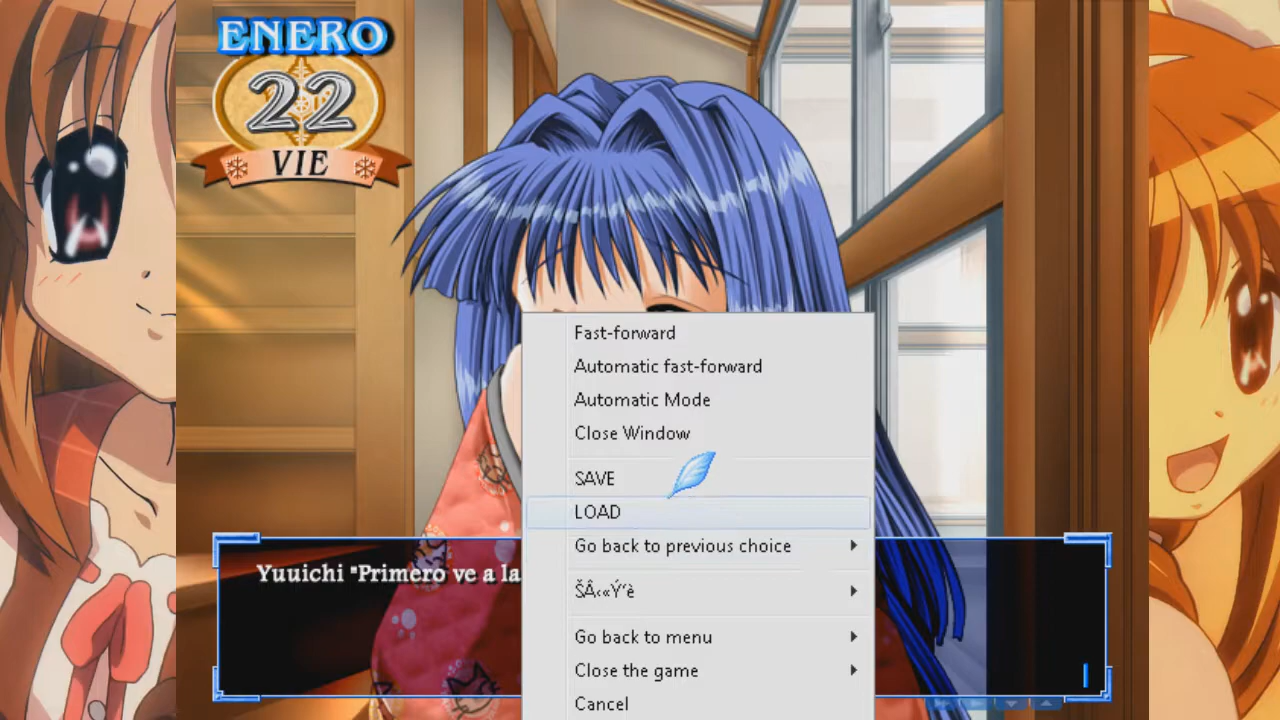 ENERO
22
VIE
Fast-forward
Automatic fast-forward
Automatic Mode
Close Window
SAVE
LOAD
Go back to previous choice
ŠÂ‹«Ý’è
Go back to menu
Close the game
Cancel
Yuuichi "Primero ve a la